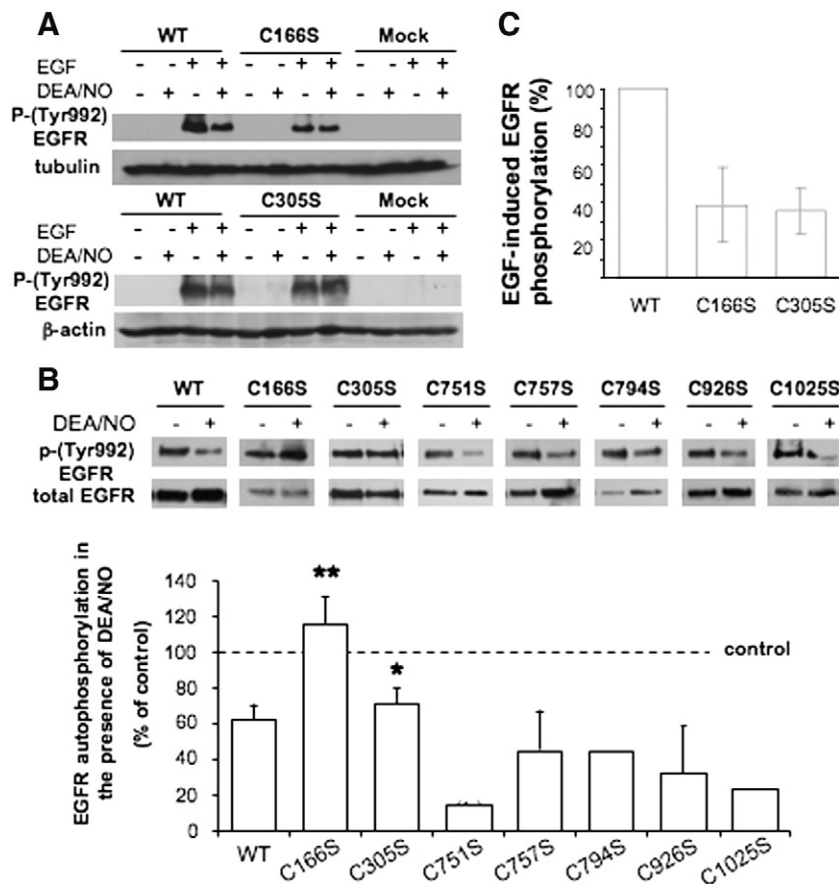 A
WT C166S Mock
EGF - - + + - - + + - - + +
DEA/NO - + - + - + - + - + - +
P-(Tyr992)
EGFR
tubulin
WT C305S Mock
EGF - - + + - - + + - - + +
DEA/NO - + - + - + - + - + - +
P-(Tyr992)
EGFR
β-actin
C
EGF-induced EGFR
phosphorylation (%)
100
80
60
40
20
WT C166S C305S
B
WT C166S C305S C751S C757S C794S C926S C1025S
DEA/NO - + - + - + - + - + - + - + - +
p-(Tyr992)
EGFR
total EGFR
EGFR autophosphorylation in
the presence of DEA/NO
(% of control)
140
120
100
80
60
40
20
0
**
*
control
WT C166S C305S C751S C757S C794S C926S C1025S